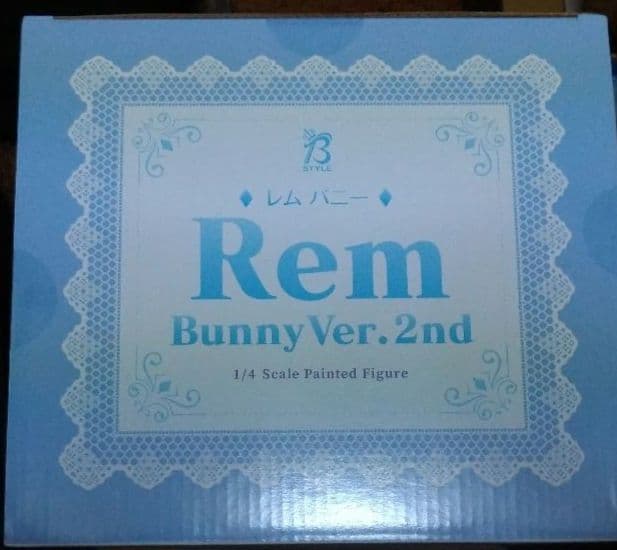 B
STYLE
♦ レム バニー ♦
Rem
Bunny Ver. 2nd
1/4 Scale Painted Figure